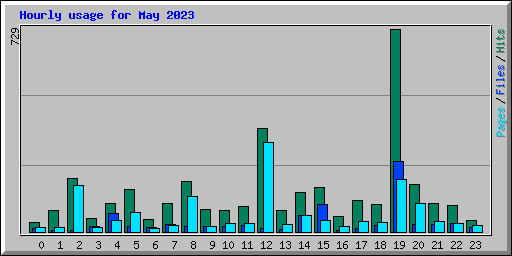 Hourly usage for May 2023
729
Pages/Files/Hits
0 1 2 3 4 5 6 7 8 9 10 11 12 13 14 15 16 17 18 19 20 21 22 23